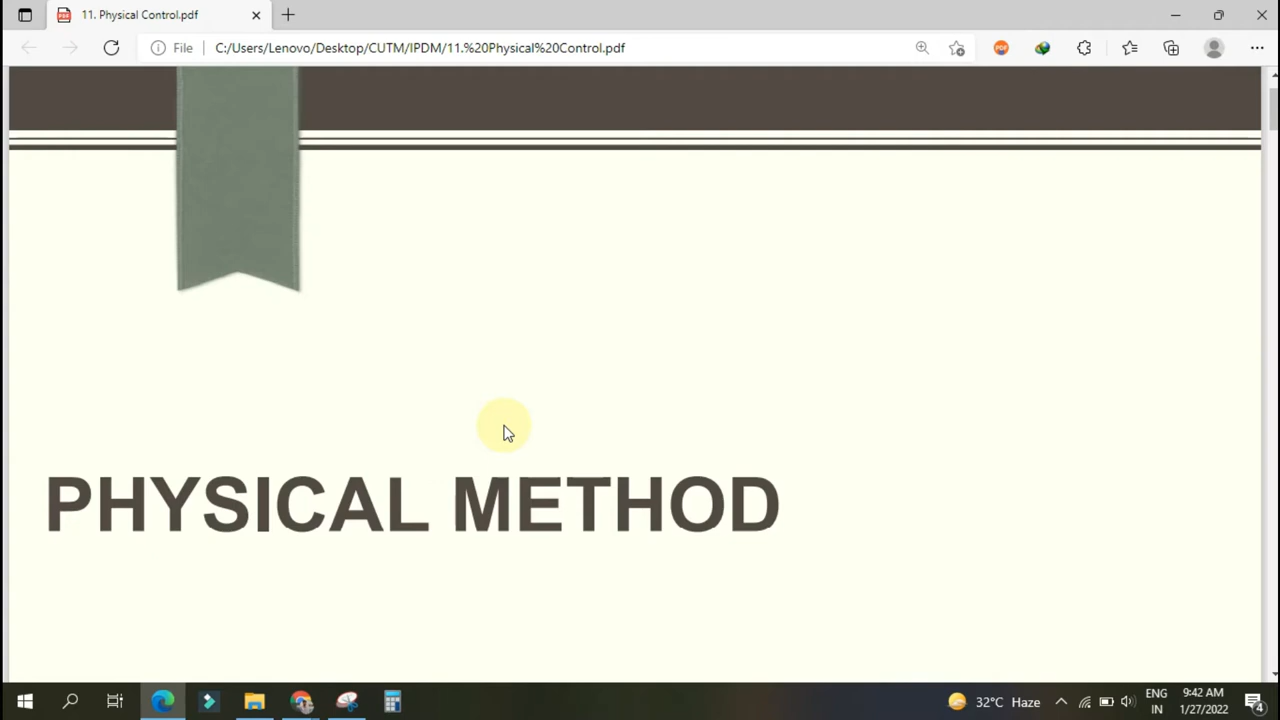 11. Physical Control.pdf
File
C:/Users/Lenovo/Desktop/CUTM/IPDM/11.%20Physical%20Control.pdf
PHYSICAL METHOD
32°C Haze
ENG
IN
9:42 AM
1/27/2022
4